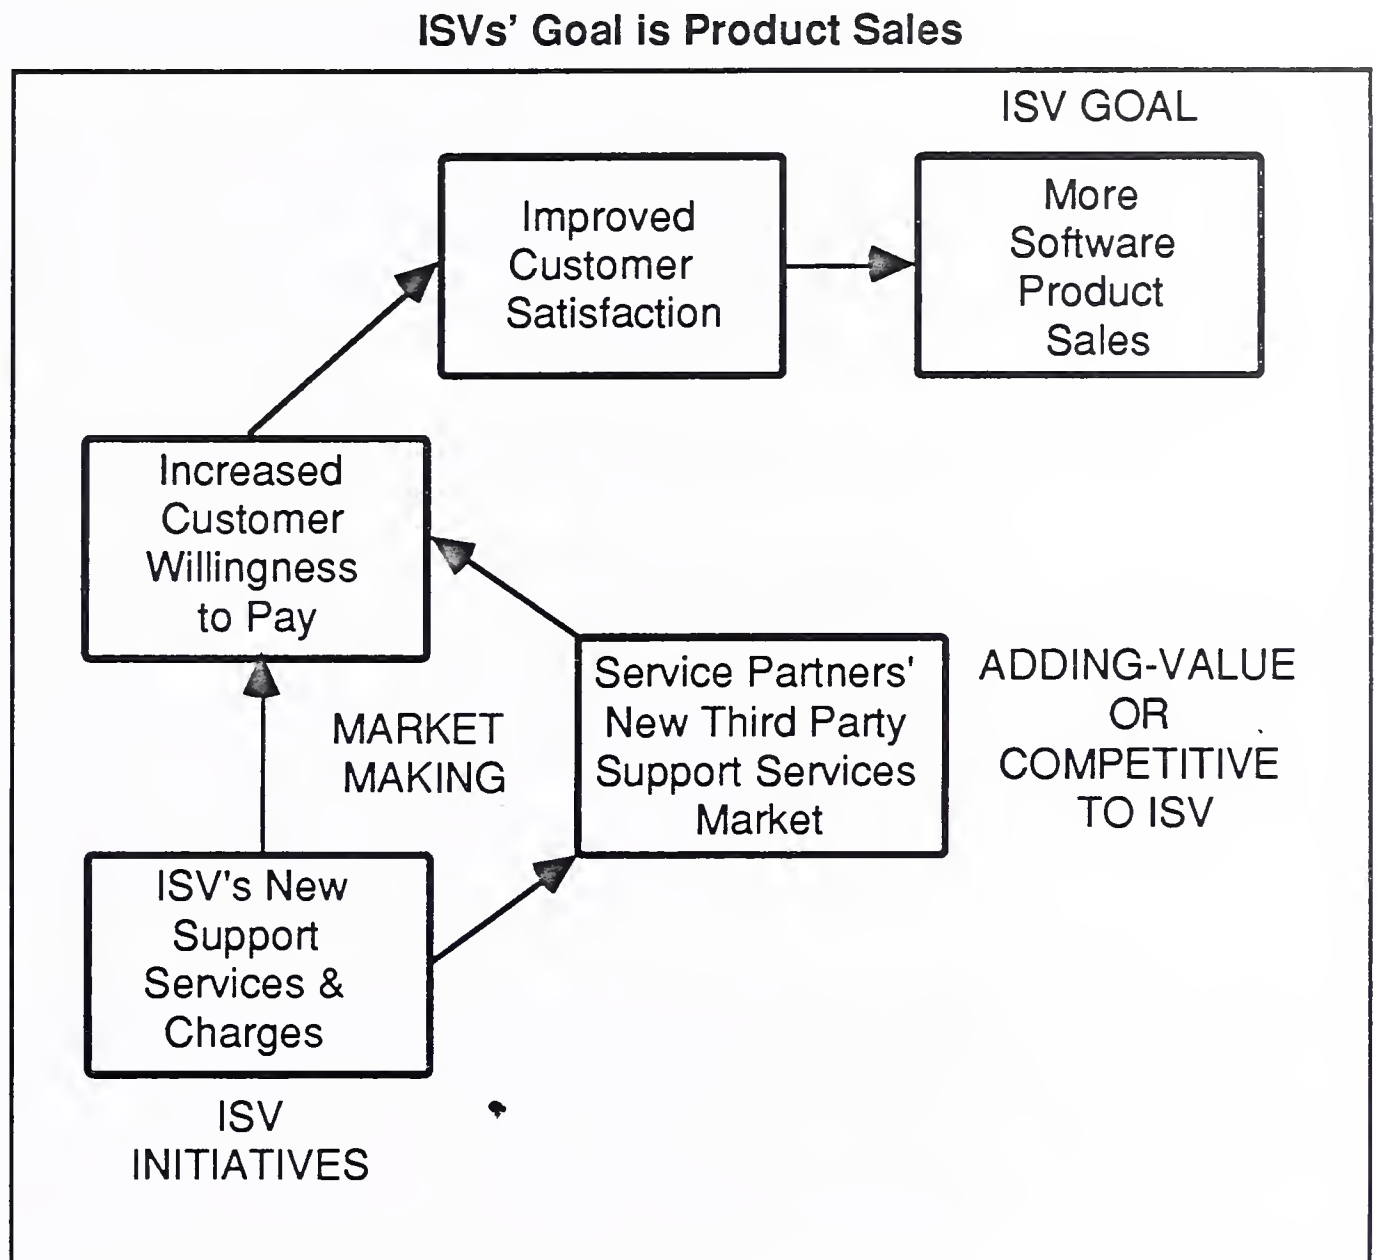 ISVs' Goal is Product Sales
ISV GOAL
Improved
Customer
Satisfaction
More
Software
Product
Sales
Increased
Customer
Willingness
to Pay
MARKET
MAKING
Service Partners'
New Third Party
Support Services
Market
ADDING-VALUE
OR
COMPETITIVE
TO ISV
ISV's New
Support
Services &
Charges
ISV
INITIATIVES